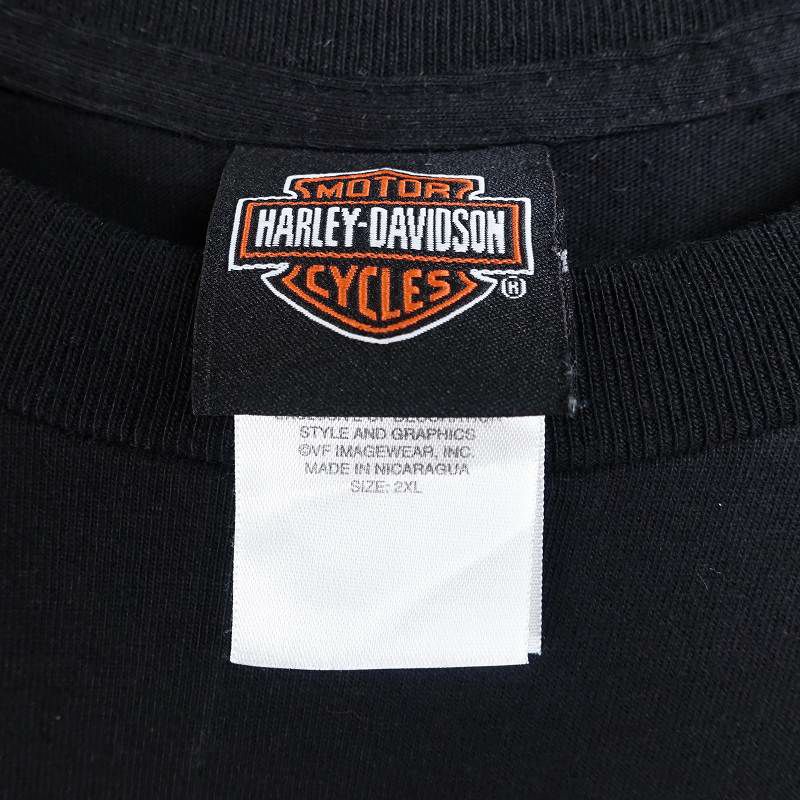 MOTOR
HARLEY-DAVIDSON
CYCLES
®
STYLE AND GRAPHICS
©VF IMAGEWEAR, INC.
MADE IN NICARAGUA
SIZE: 2XL